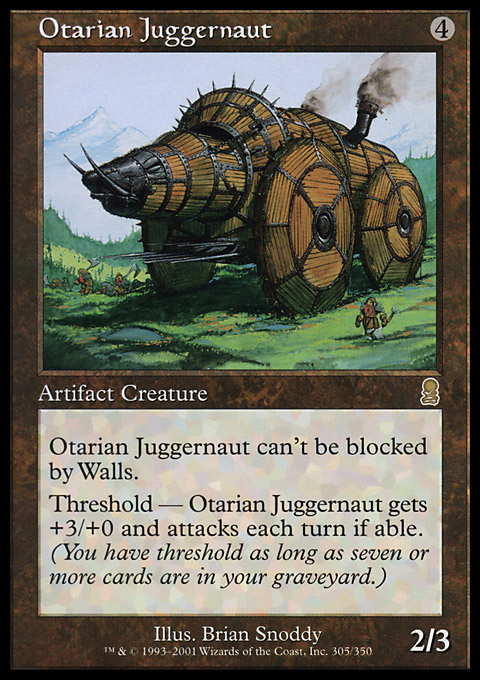 Otarian Juggernaut 4
Artifact Creature
Otarian Juggernaut can't be blocked
by Walls.
Threshold — Otarian Juggernaut gets
+3/+0 and attacks each turn if able.
(You have threshold as long as seven or
more cards are in your graveyard.)
Illus. Brian Snoddy
™ & © 1993-2001 Wizards of the Coast, Inc. 305/350
2/3